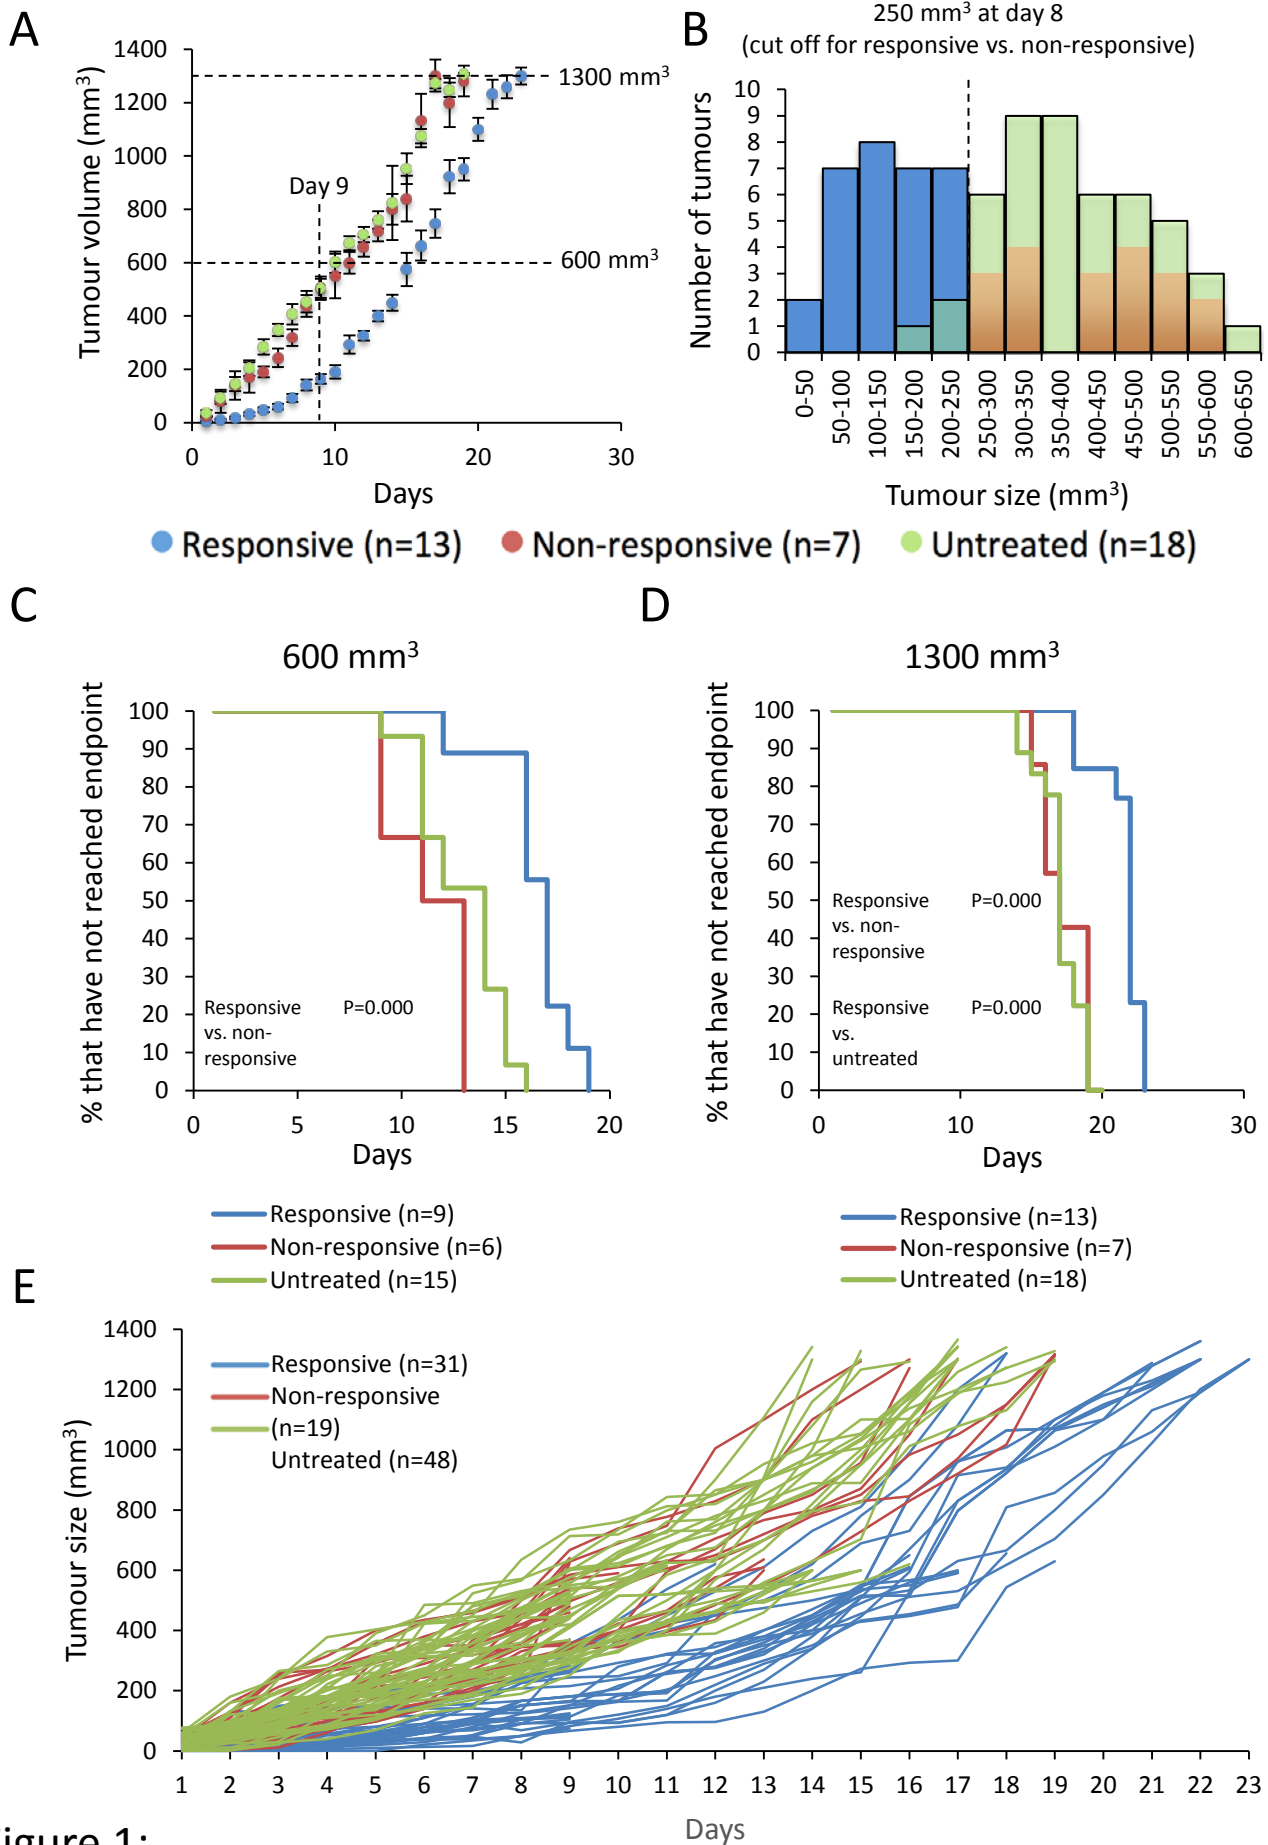 A
Tumour volume (mm³)
1400
1200
1000
800
600
400
200
0
Day 9
1300 mm³
600 mm³
0
10
20
30
Days
B
250 mm³ at day 8
(cut off for responsive vs. non-responsive)
Number of tumours
10
9
8
7
6
5
4
3
2
1
0
0-50
50-100
100-150
150-200
200-250
250-300
300-350
350-400
400-450
450-500
500-550
550-600
600-650
Tumour size (mm³)
Responsive (n=13)
Non-responsive (n=7)
Untreated (n=18)
C
600 mm³
% that have not reached endpoint
100
90
80
70
60
50
40
30
20
10
0
Responsive P=0.000
vs. non-
responsive
0
5
10
15
20
Days
Responsive (n=9)
Non-responsive (n=6)
Untreated (n=15)
D
1300 mm³
% that have not reached endpoint
100
90
80
70
60
50
40
30
20
10
0
Responsive P=0.000
vs. non-
responsive
Responsive P=0.000
vs.
untreated
0
10
20
30
Days
Responsive (n=13)
Non-responsive (n=7)
Untreated (n=18)
E
Tumour size (mm³)
1400
1200
1000
800
600
400
200
0
Responsive (n=31)
Non-responsive
(n=19)
Untreated (n=48)
1
2
3
4
5
6
7
8
9
10
11
12
13
14
15
16
17
18
19
20
21
22
23
Days
Figure 1: